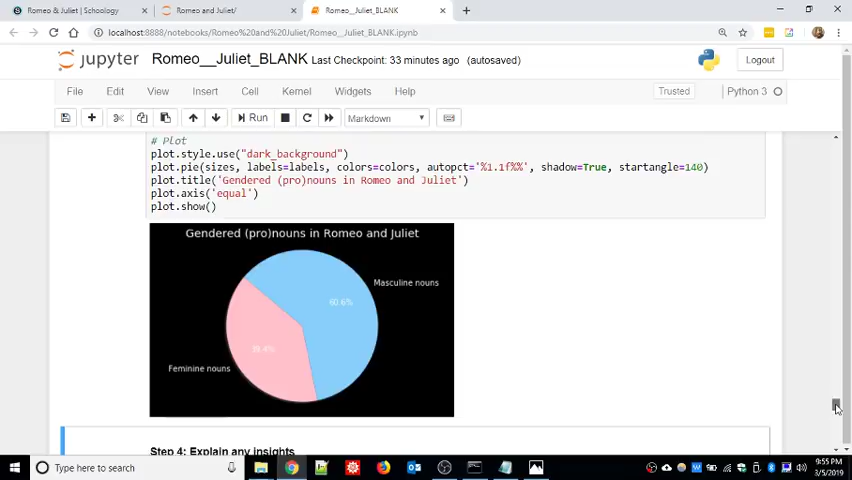 Romeo & Juliet | Schoology
Romeo and Juliet/
Romeo__Juliet_BLANK
localhost:8888/notebooks/Romeo%20and%20Juliet/Romeo__Juliet_BLANK.ipynb
jupyter Romeo__Juliet_BLANK Last Checkpoint: 33 minutes ago (autosaved)
Logout
File Edit View Insert Cell Kernel Widgets Help
Trusted
Python 3
Run
Markdown
# Plot
plot.style.use("dark_background")
plot.pie(sizes, labels=labels, colors=colors, autopct='%1.1f%%', shadow=True, startangle=140)
plot.title('Gendered (pro)nouns in Romeo and Juliet')
plot.axis('equal')
plot.show()
Gendered (pro)nouns in Romeo and Juliet
Masculine nouns
60.6%
39.4%
Feminine nouns
Step 4: Explain any insights
Type here to search
9:55 PM
3/5/2019